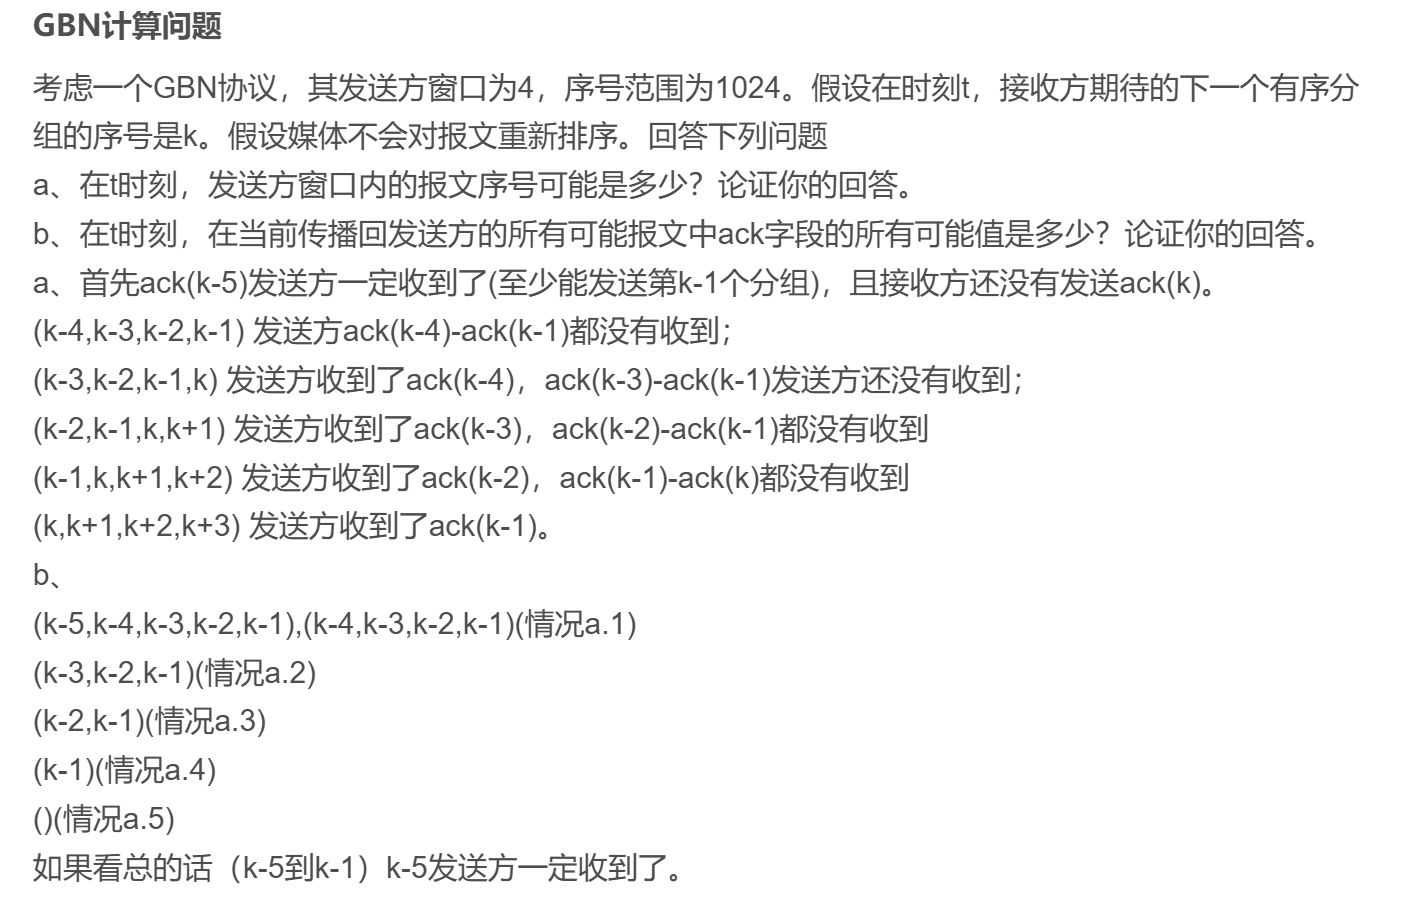 GBN计算问题
考虑一个GBN协议，其发送方窗口为4，序号范围为1024。假设在时刻t，接收方期待的下一个有序分
组的序号是k。假设媒体不会对报文重新排序。回答下列问题
a、在t时刻，发送方窗口内的报文序号可能是多少？论证你的回答。
b、在t时刻，在当前传播回发送方的所有可能报文中ack字段的所有可能值是多少？论证你的回答。
a、首先ack(k-5)发送方一定收到了(至少能发送第k-1个分组)，且接收方还没有发送ack(k)。
(k-4,k-3,k-2,k-1) 发送方ack(k-4)-ack(k-1)都没有收到；
(k-3,k-2,k-1,k) 发送方收到了ack(k-4)，ack(k-3)-ack(k-1)发送方还没有收到；
(k-2,k-1,k,k+1) 发送方收到了ack(k-3)，ack(k-2)-ack(k-1)都没有收到
(k-1,k,k+1,k+2) 发送方收到了ack(k-2)，ack(k-1)-ack(k)都没有收到
(k,k+1,k+2,k+3) 发送方收到了ack(k-1)。
b、
(k-5,k-4,k-3,k-2,k-1),(k-4,k-3,k-2,k-1)(情况a.1)
(k-3,k-2,k-1)(情况a.2)
(k-2,k-1)(情况a.3)
(k-1)(情况a.4)
()(情况a.5)
如果看总的话（k-5到k-1）k-5发送方一定收到了。